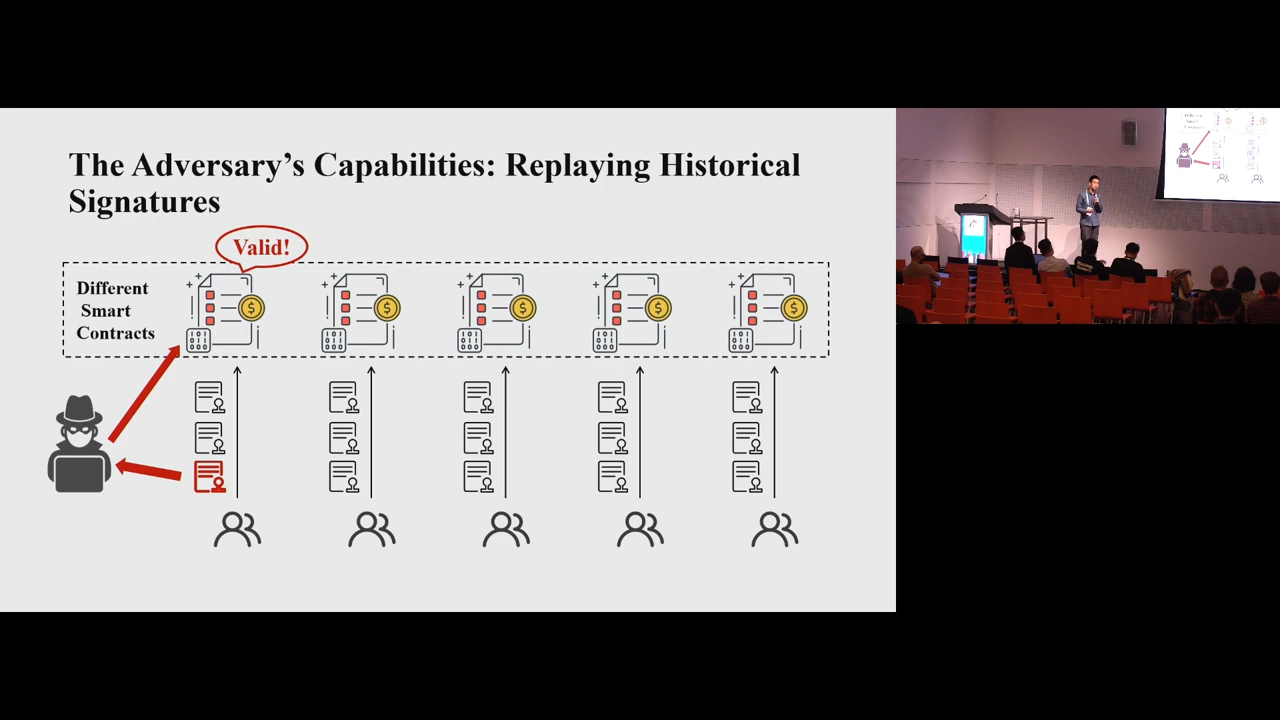 The Adversary's Capabilities: Replaying Historical
Signatures
Valid!
Different
Smart
Contracts